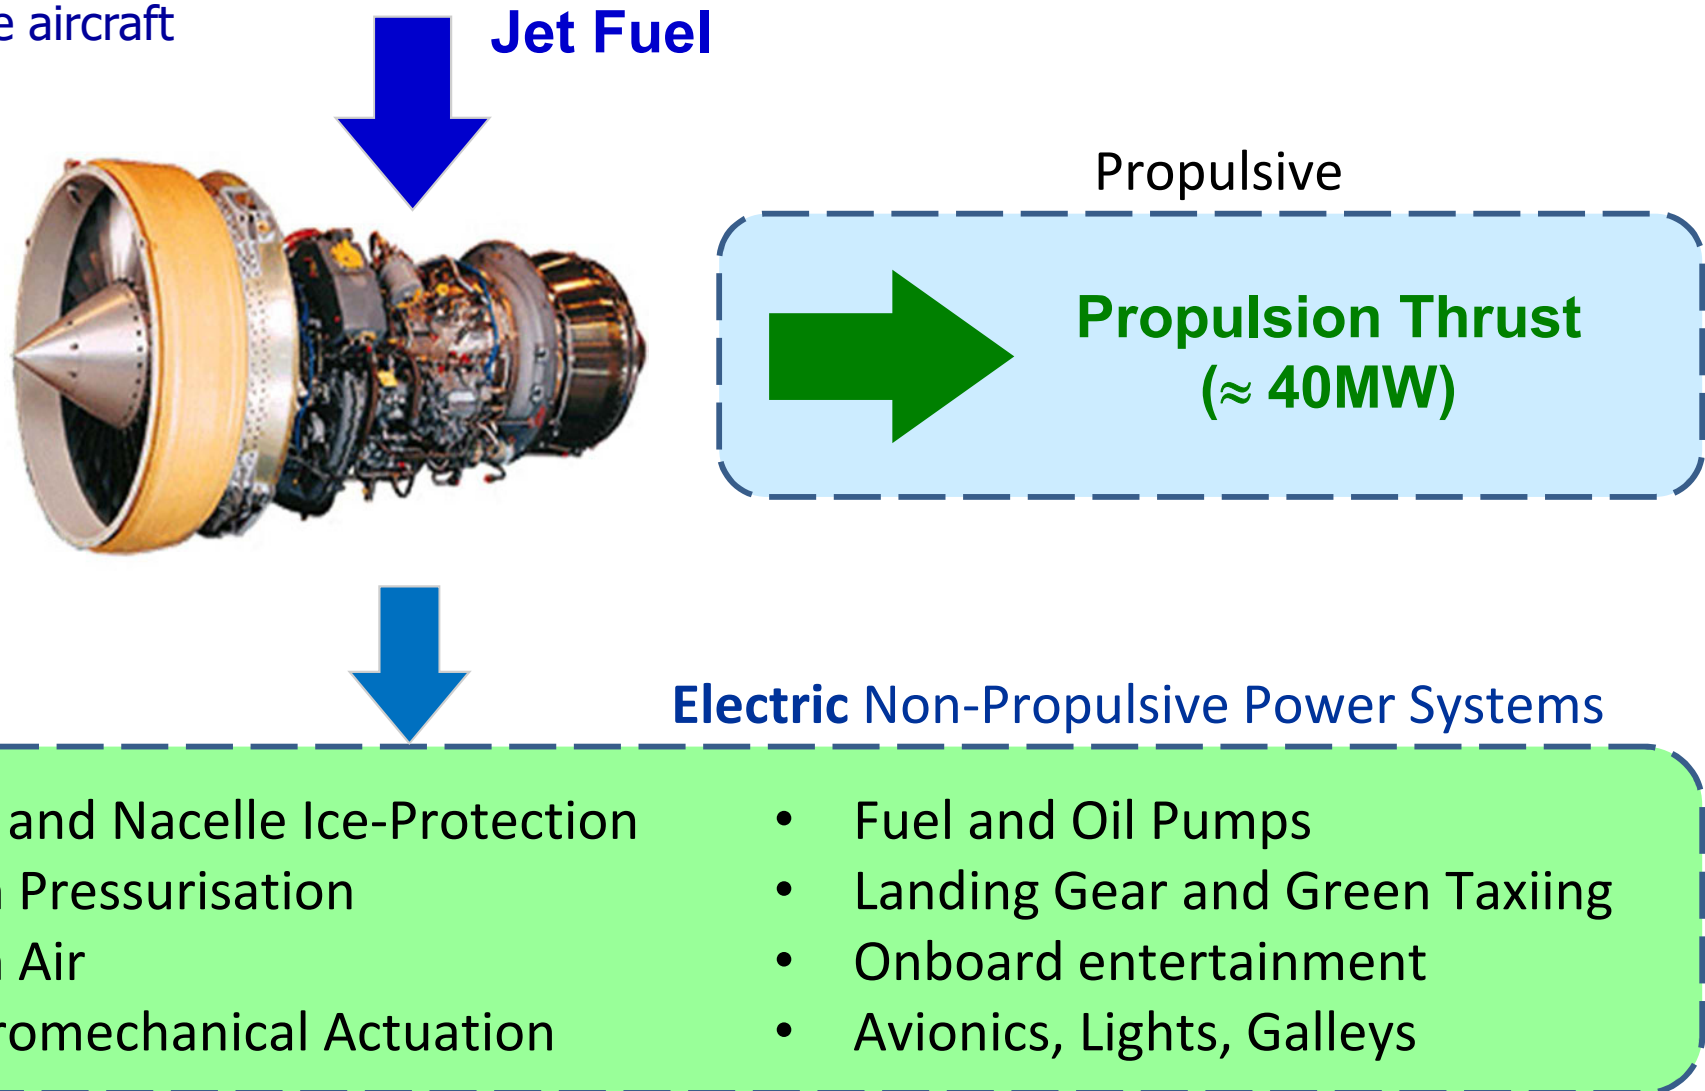 e aircraft
Jet Fuel
Propulsive
Propulsion Thrust
(≈ 40MW)
Electric Non-Propulsive Power Systems
and Nacelle Ice-Protection
Pressurisation
Air
romechanical Actuation
• Fuel and Oil Pumps
• Landing Gear and Green Taxiing
• Onboard entertainment
• Avionics, Lights, Galleys